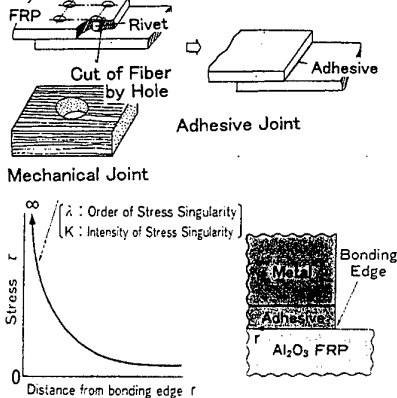 FRP
Rivet
Cut of Fiber
by Hole
Adhesive
Adhesive Joint
Mechanical Joint
∞
λ : Order of Stress Singularity
K : Intensity of Stress Singularity
Stress τ
0
Distance from bonding edge r
Metal
Adhesive
Bonding
Edge
r
Al₂O₃ FRP